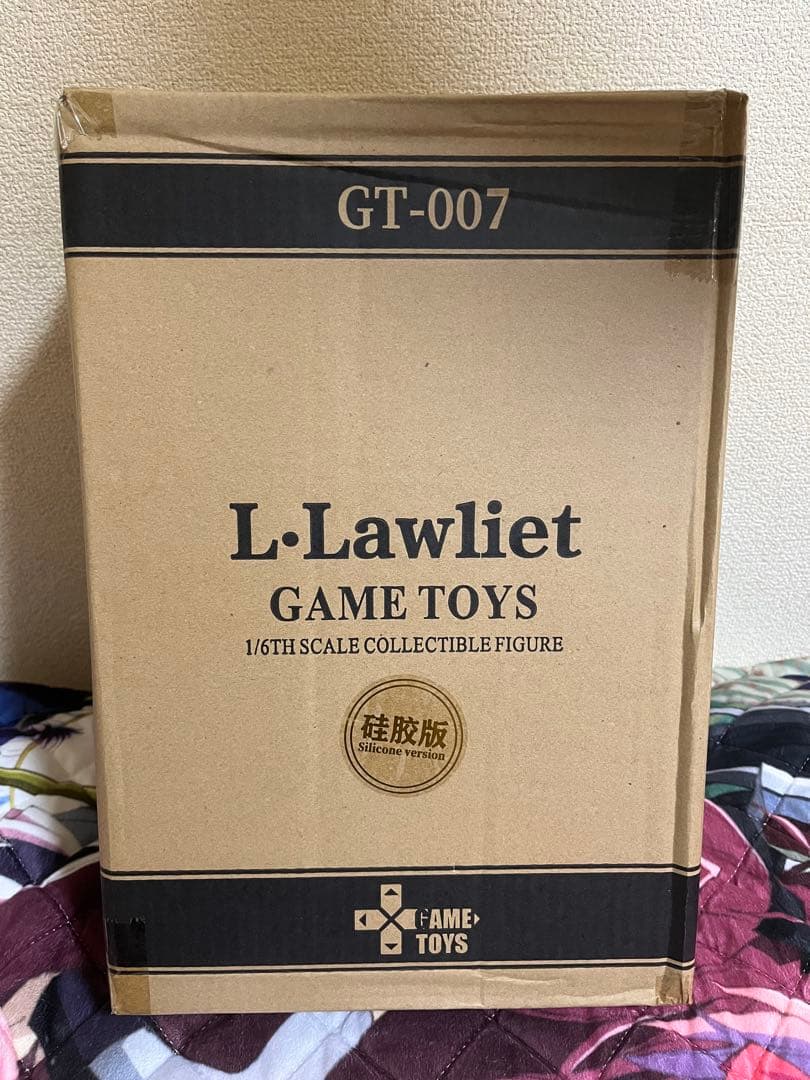 GT-007
L·Lawliet
GAME TOYS
1/6TH SCALE COLLECTIBLE FIGURE
硅胶版
Silicone version
GAME
TOYS